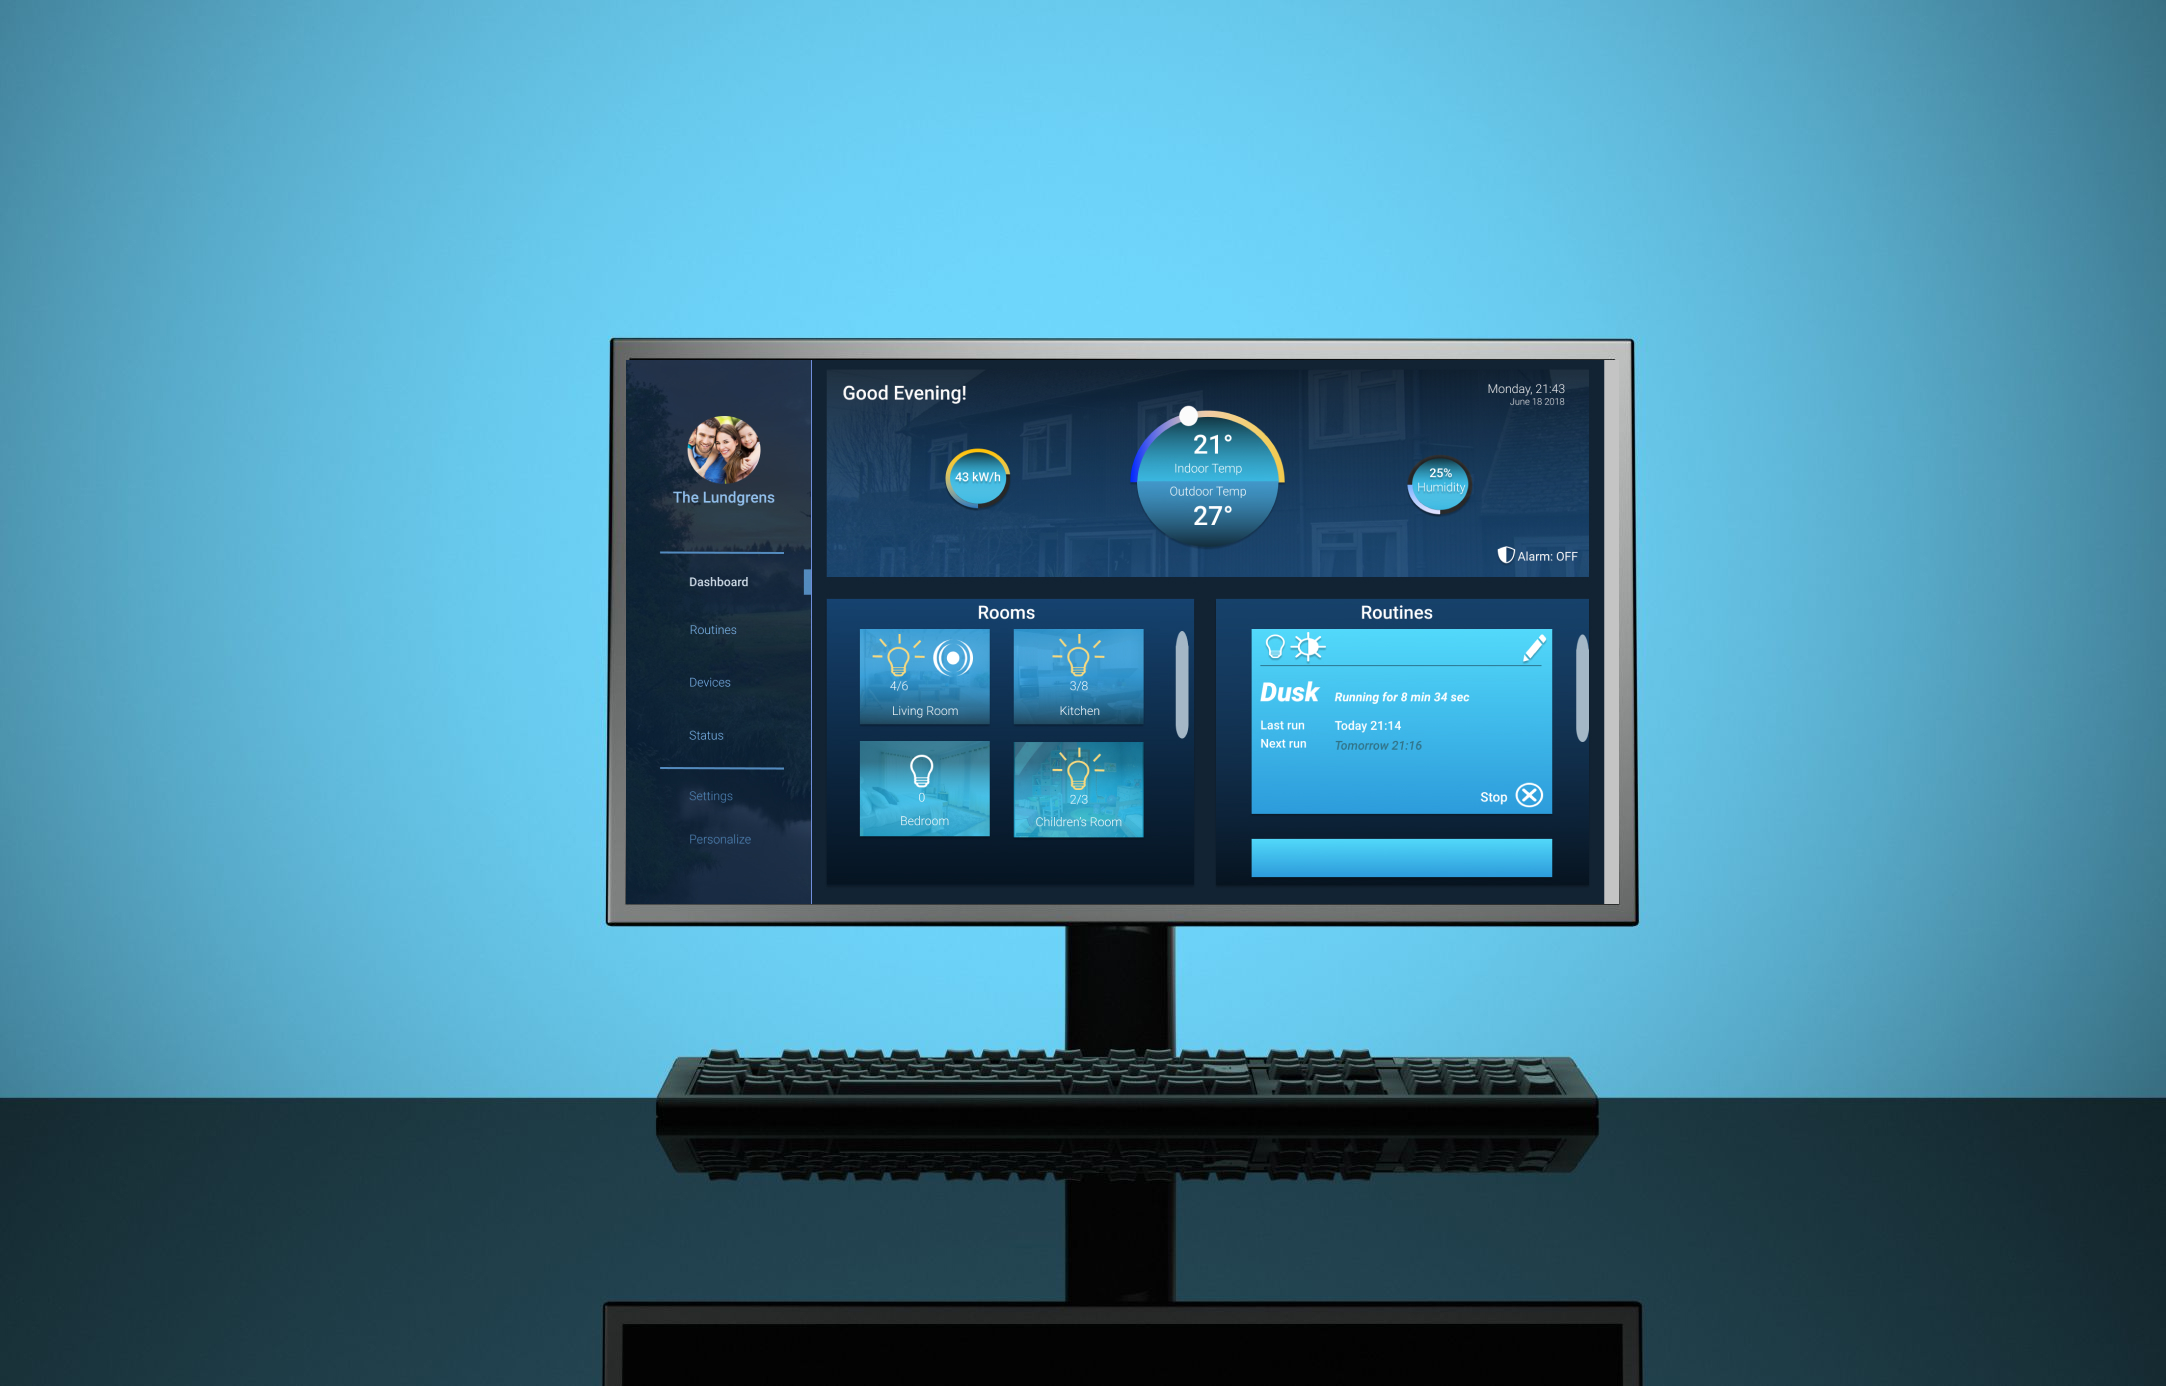 The Lundgrens
Dashboard
Routines
Devices
Status
Settings
Personalize
Good Evening!
Monday, 21:43
June 18 2018
43 kW/h
21°
Indoor Temp
Outdoor Temp
27°
25%
Humidity
Alarm: OFF
Rooms
4/6
Living Room
3/8
Kitchen
0
Bedroom
2/3
Children's Room
Routines
Dusk Running for 8 min 34 sec
Last run Today 21:14
Next run Tomorrow 21:16
Stop